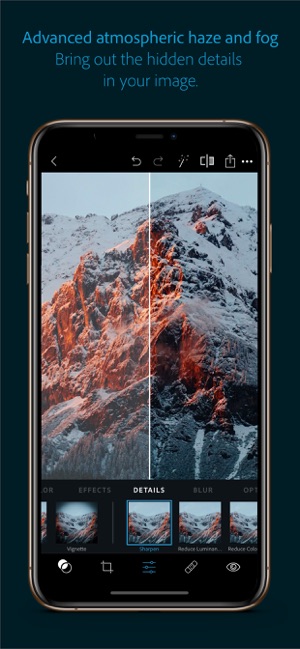 Advanced atmospheric haze and fog
Bring out the hidden details
in your image.
OR EFFECTS DETAILS BLUR OPT
Vignette Sharpen Reduce Luminan... Reduce Colo